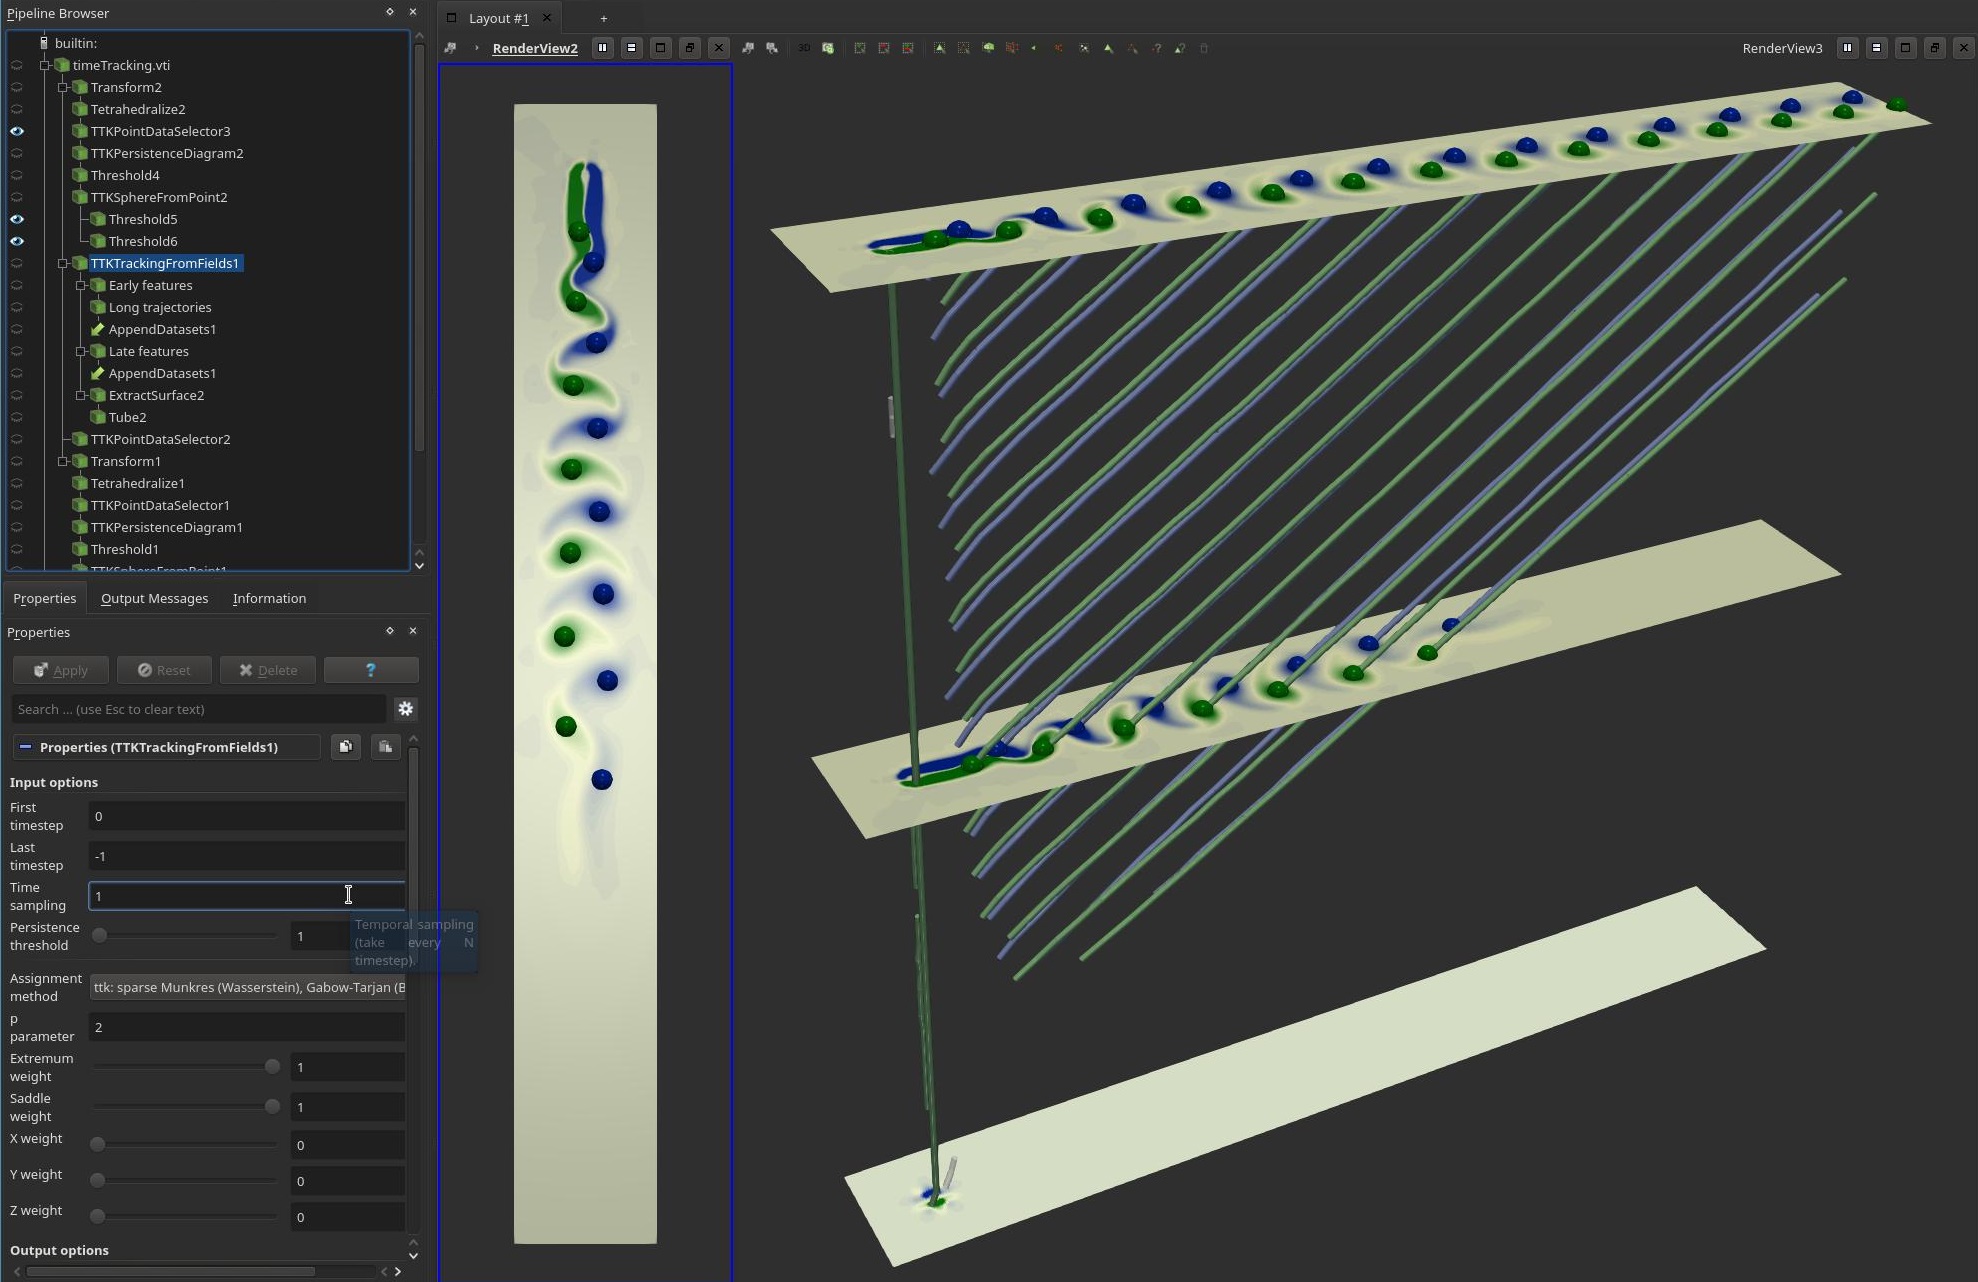 Pipeline Browser
builtin:
timeTracking.vti
Transform2
Tetrahedralize2
TTKPointDataSelector3
TTKPersistenceDiagram2
Threshold4
TTKSphereFromPoint2
Threshold5
Threshold6
TTKTrackingFromFields1
Early features
Long trajectories
AppendDatasets1
Late features
AppendDatasets1
ExtractSurface2
Tube2
TTKPointDataSelector2
Transform1
Tetrahedralize1
TTKPointDataSelector1
TTKPersistenceDiagram1
Threshold1
TTKSphereFromPoint1
Properties
Output Messages
Information
Properties
Apply
Reset
Delete
?
Search ... (use Esc to clear text)
Properties (TTKTrackingFromFields1)
Input options
First timestep
0
Last timestep
-1
Time sampling
1
Persistence threshold
1
Temporal sampling
(take every N
timestep).
Assignment method
ttk: sparse Munkres (Wasserstein), Gabow-Tarjan (B
p parameter
2
Extremum weight
1
Saddle weight
1
X weight
0
Y weight
0
Z weight
0
Output options
Layout #1
+
RenderView2
3D
RenderView3